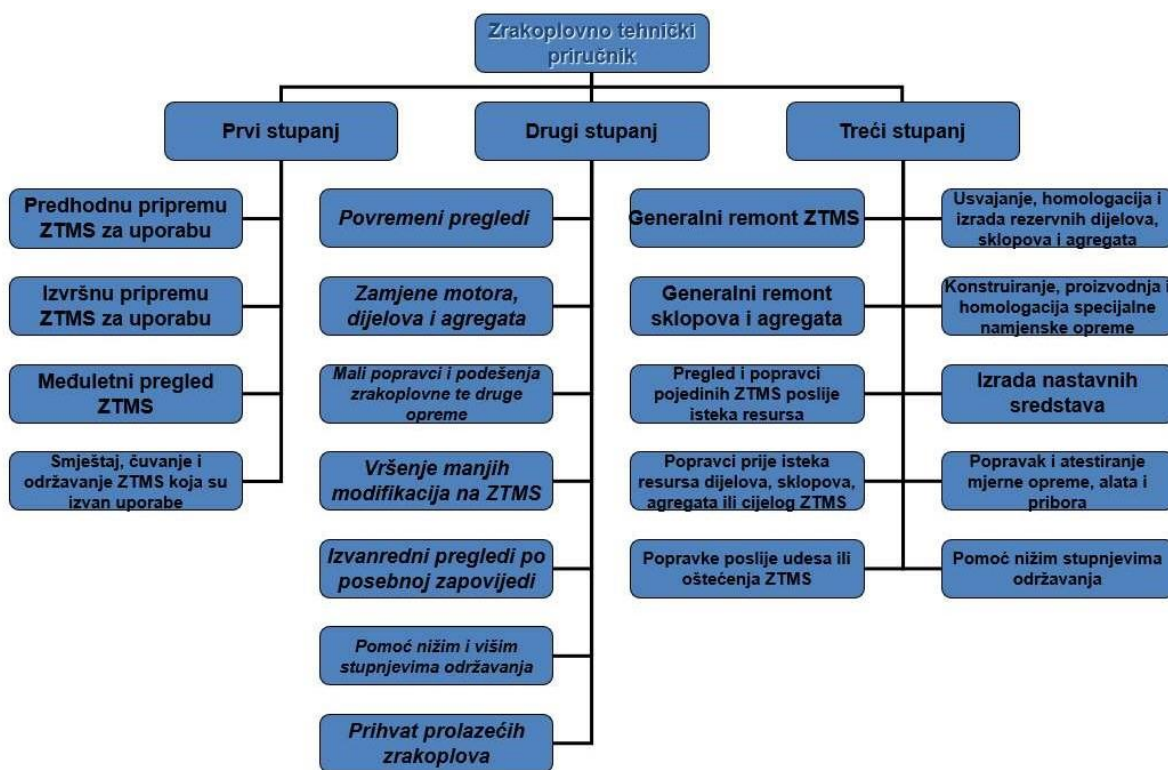 Zrakoplovno tehnički
priručnik
Prvi stupanj
Drugi stupanj
Treći stupanj
Predhodnu pripremu
ZTMS za uporabu
Izvršnu pripremu
ZTMS za uporabu
Međuletni pregled
ZTMS
Smještaj, čuvanje i
održavanje ZTMS koja su
izvan uporabe
Povremeni pregledi
Zamjene motora,
dijelova i agregata
Mali popravci i podešenja
zrakoplovne te druge
opreme
Vršenje manjih
modifikacija na ZTMS
Izvanredni pregledi po
posebnoj zapovijedi
Pomoć nižim i višim
stupnjevima održavanja
Prihvat prolazećih
zrakoplova
Generalni remont ZTMS
Generalni remont
sklopova i agregata
Pregled i popravci
pojedinih ZTMS poslije
isteka resursa
Popravci prije isteka
resursa dijelova, sklopova,
agregata ili cijelog ZTMS
Popravke poslije udesa ili
oštećenja ZTMS
Usvajanje, homologacija i
izrada rezervnih dijelova,
sklopova i agregata
Konstruiranje, proizvodnja i
homologacija specijalne
namjenske opreme
Izrada nastavnih
sredstava
Popravak i atestiranje
mjerne opreme, alata i
pribora
Pomoć nižim stupnjevima
održavanja